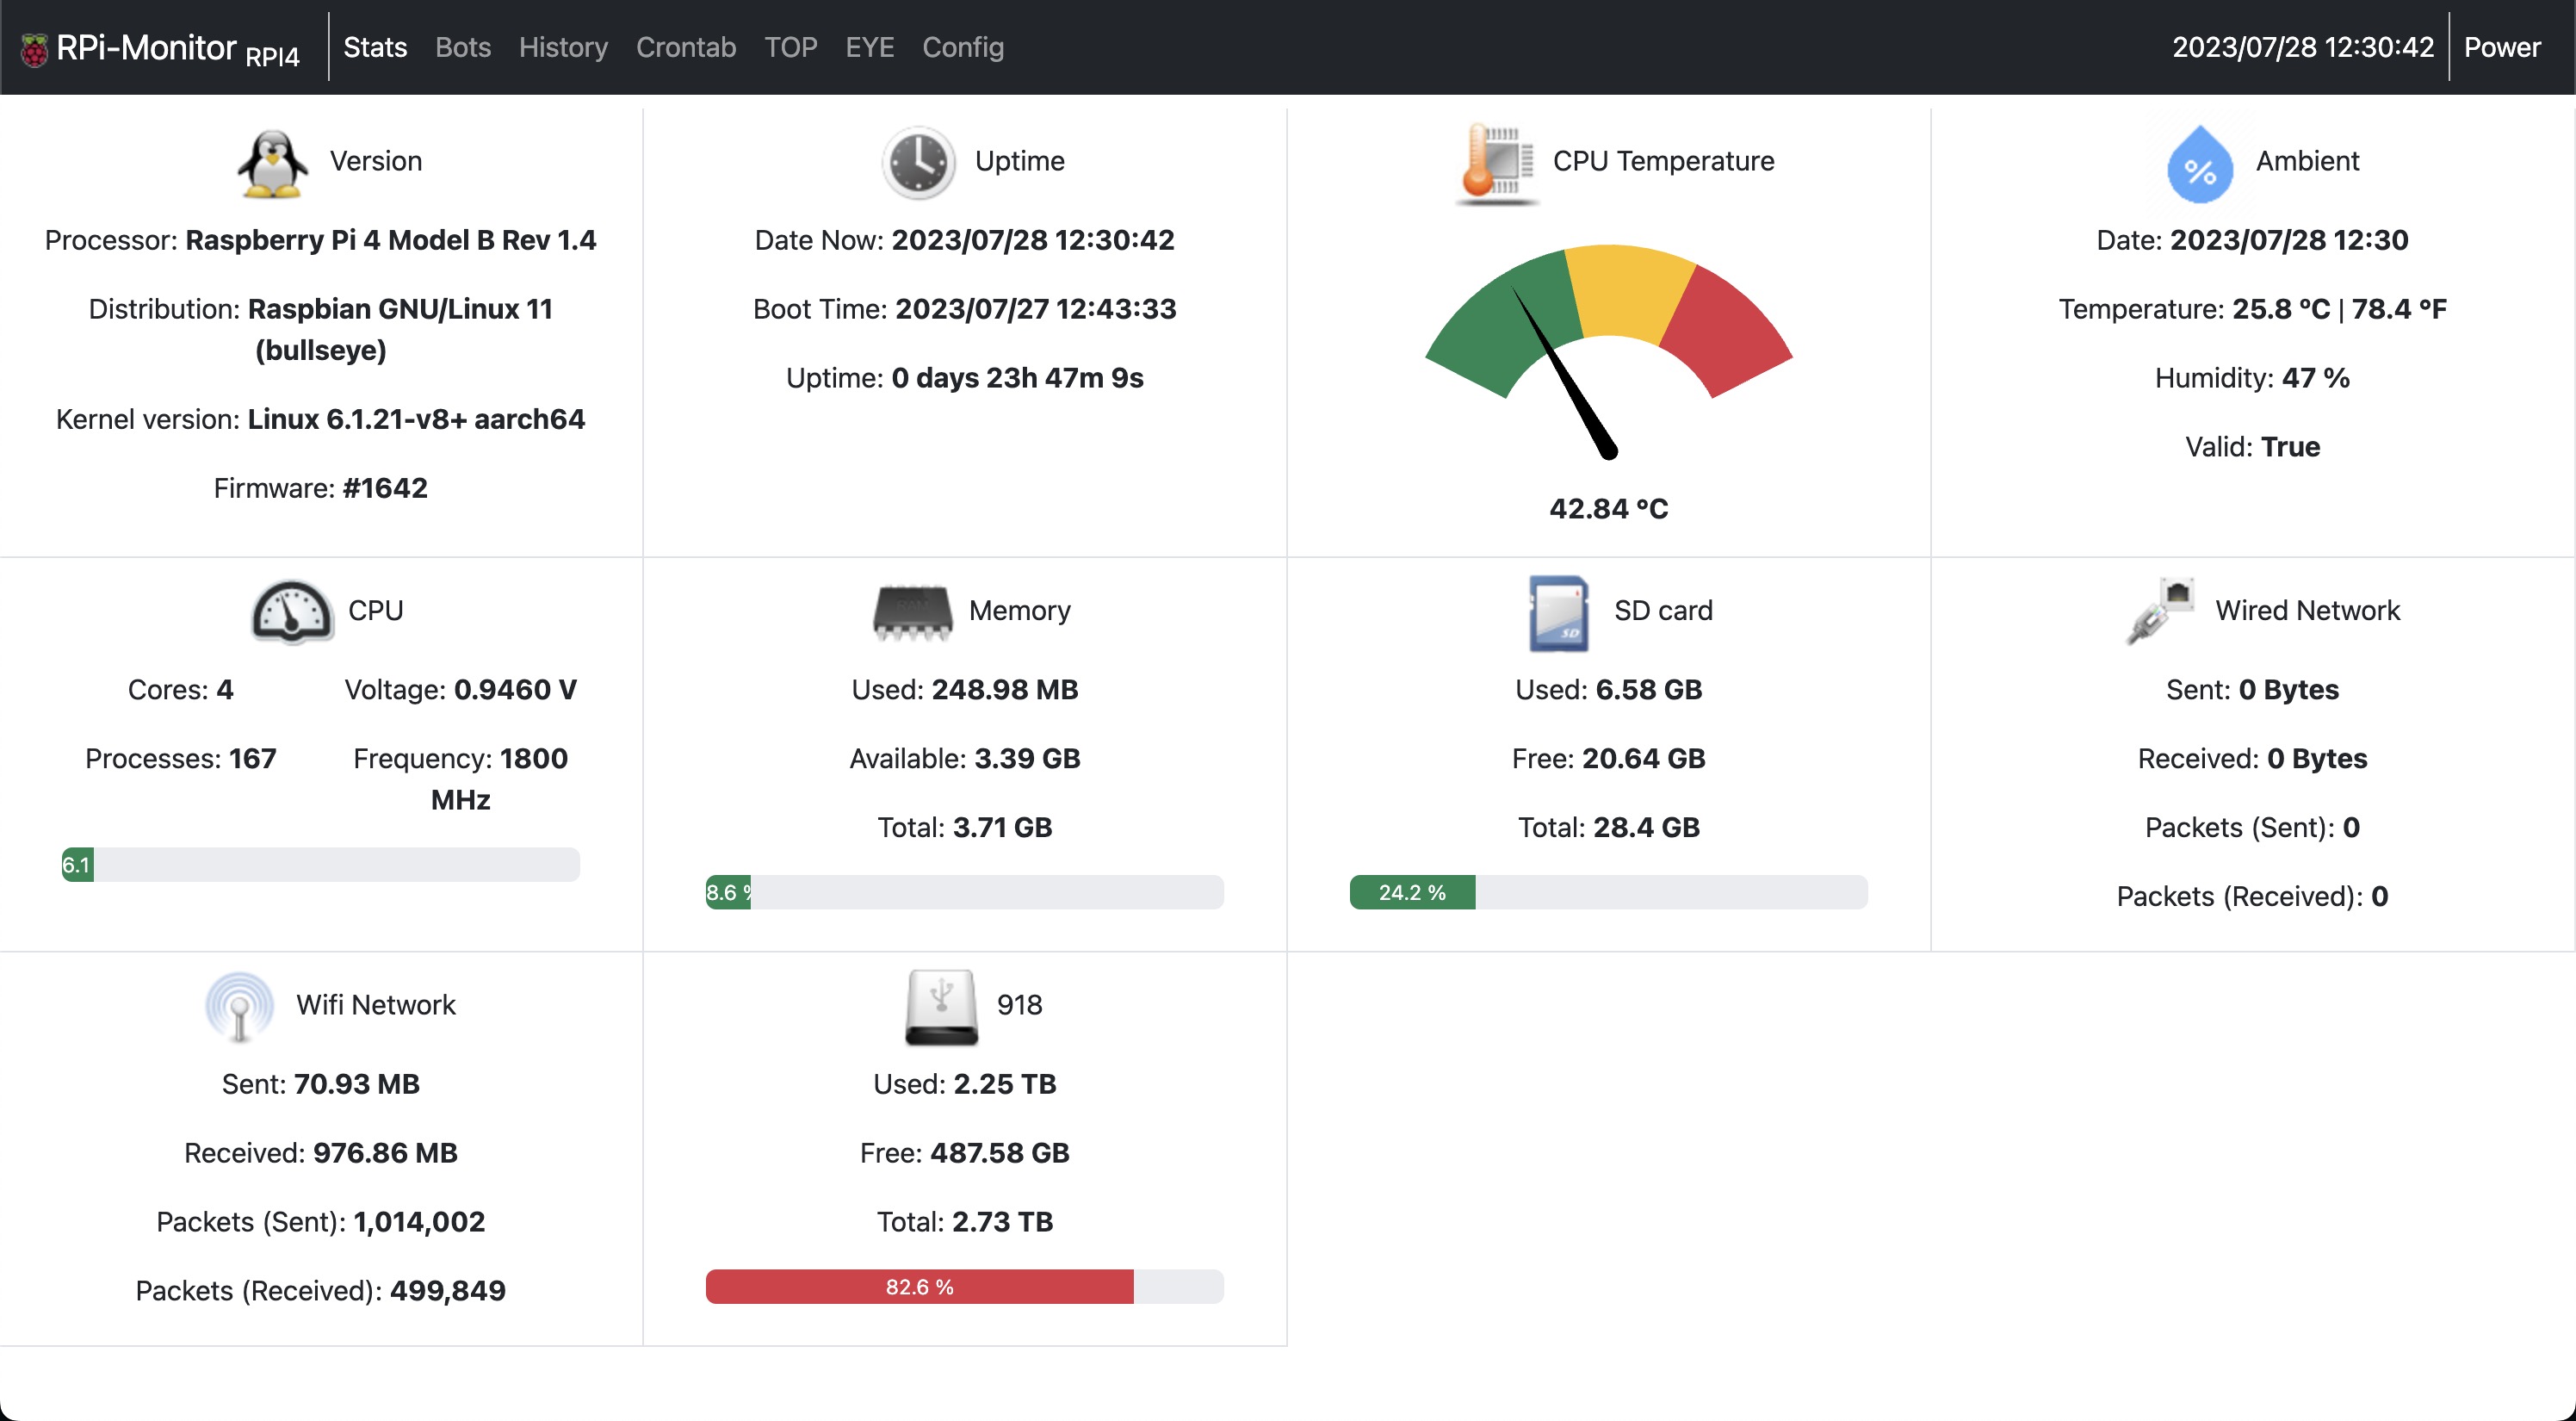 RPi-Monitor RPI4 Stats Bots History Crontab TOP EYE Config 2023/07/28 12:30:42 Power
Version
Processor: Raspberry Pi 4 Model B Rev 1.4
Distribution: Raspbian GNU/Linux 11
(bullseye)
Kernel version: Linux 6.1.21-v8+ aarch64
Firmware: #1642
Uptime
Date Now: 2023/07/28 12:30:42
Boot Time: 2023/07/27 12:43:33
Uptime: 0 days 23h 47m 9s
CPU Temperature
42.84 °C
%
Ambient
Date: 2023/07/28 12:30
Temperature: 25.8 °C | 78.4 °F
Humidity: 47 %
Valid: True
CPU
Cores: 4
Voltage: 0.9460 V
Processes: 167
Frequency: 1800
MHz
6.1
RAM
Memory
Used: 248.98 MB
Available: 3.39 GB
Total: 3.71 GB
8.6 %
SD
SD card
Used: 6.58 GB
Free: 20.64 GB
Total: 28.4 GB
24.2 %
Wired Network
Sent: 0 Bytes
Received: 0 Bytes
Packets (Sent): 0
Packets (Received): 0
Wifi Network
Sent: 70.93 MB
Received: 976.86 MB
Packets (Sent): 1,014,002
Packets (Received): 499,849
918
Used: 2.25 TB
Free: 487.58 GB
Total: 2.73 TB
82.6 %